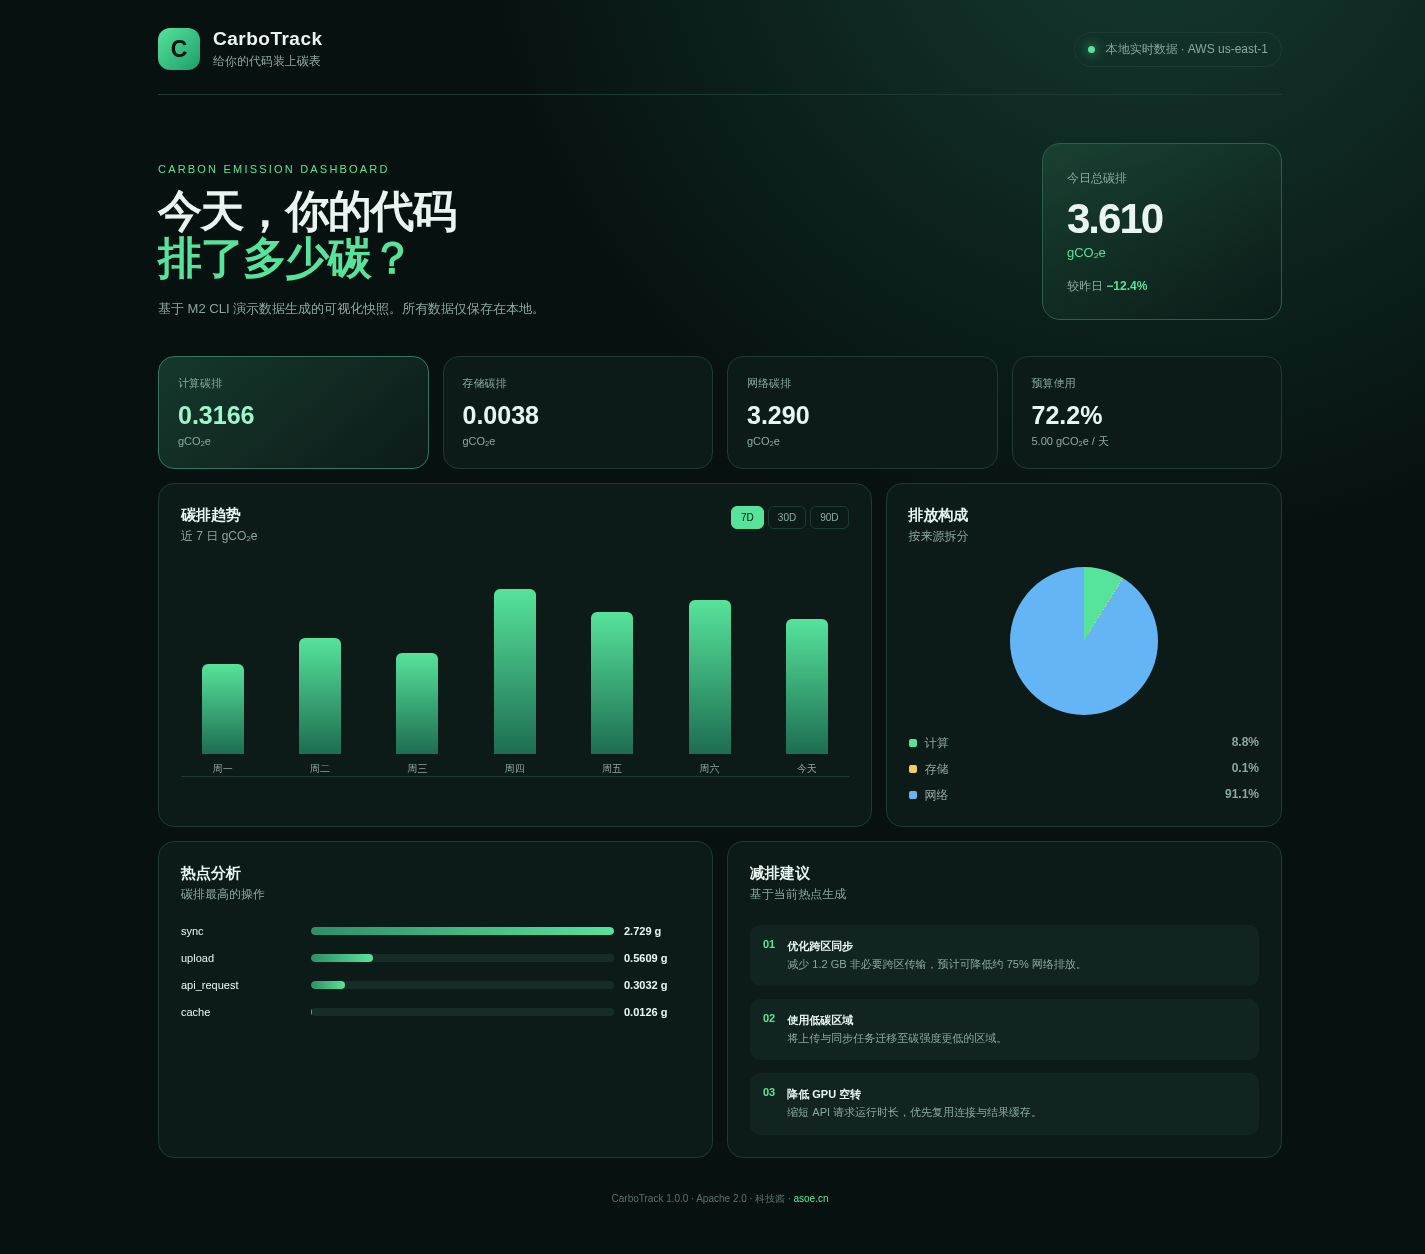 C
CarboTrack
给你的代码装上碳表
本地实时数据 · AWS us-east-1
CARBON EMISSION DASHBOARD
今天，你的代码
排了多少碳？
基于 M2 CLI 演示数据生成的可视化快照。所有数据仅保存在本地。
今日总碳排
3.610
gCO₂e
较昨日 −12.4%
计算碳排
0.3166
gCO₂e
存储碳排
0.0038
gCO₂e
网络碳排
3.290
gCO₂e
预算使用
72.2%
5.00 gCO₂e / 天
碳排趋势
近 7 日 gCO₂e
7D 30D 90D
周一 周二 周三 周四 周五 周六 今天
排放构成
按来源拆分
计算 8.8%
存储 0.1%
网络 91.1%
热点分析
碳排最高的操作
sync 2.729 g
upload 0.5609 g
api_request 0.3032 g
cache 0.0126 g
减排建议
基于当前热点生成
01 优化跨区同步
减少 1.2 GB 非必要跨区传输，预计可降低约 75% 网络排放。
02 使用低碳区域
将上传与同步任务迁移至碳强度更低的区域。
03 降低 GPU 空转
缩短 API 请求运行时长，优先复用连接与结果缓存。
CarboTrack 1.0.0 · Apache 2.0 · 科技酱 · asoe.cn